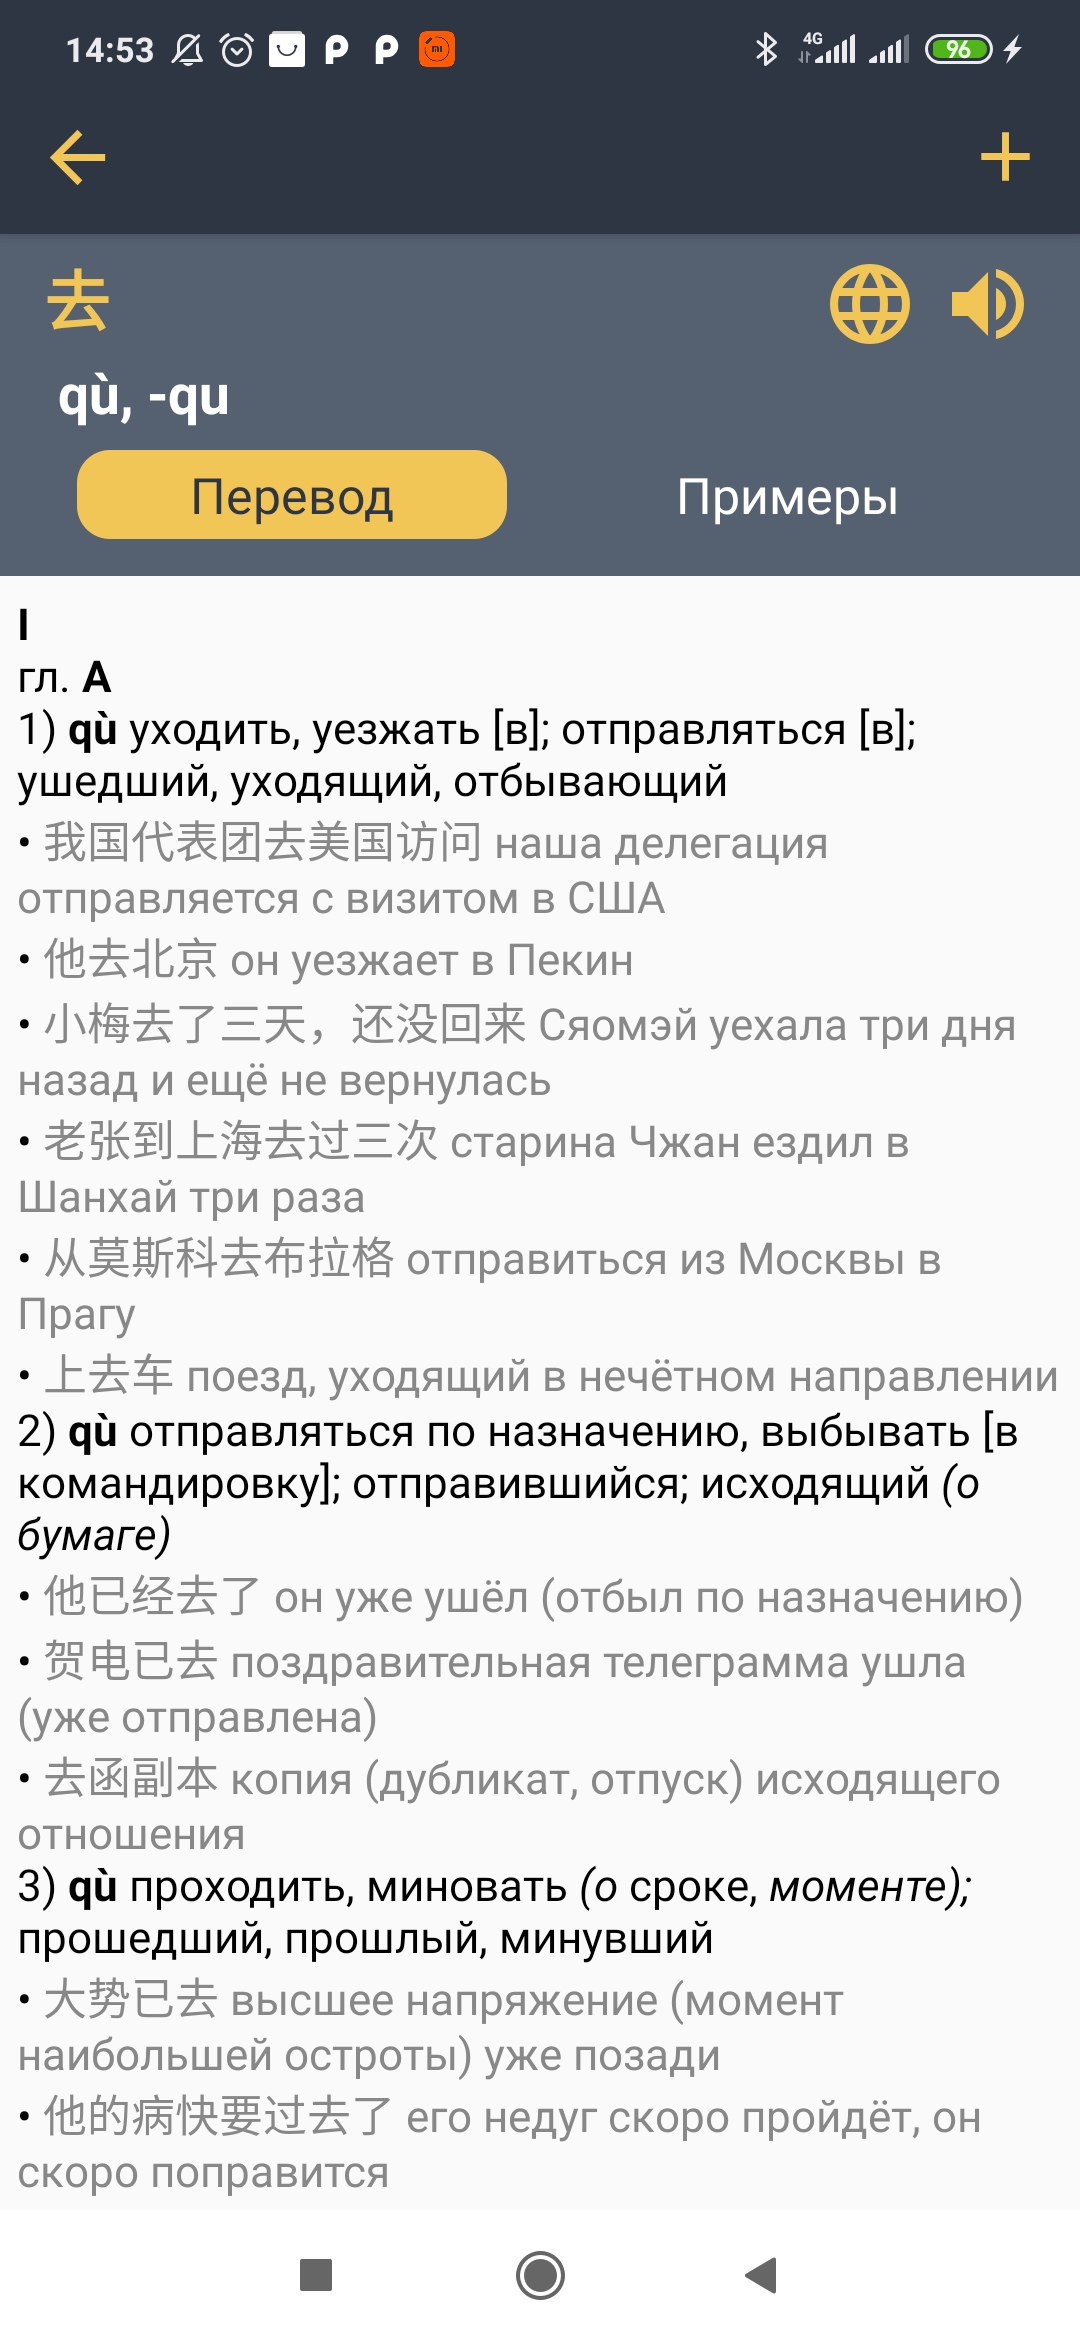 14:53
4G
96
去
qù, -qu
Перевод
Примеры
I
гл. A
1) qù уходить, уезжать [в]; отправляться [в];
ушедший, уходящий, отбывающий
• 我国代表团去美国访问 наша делегация
отправляется с визитом в США
• 他去北京 он уезжает в Пекин
• 小梅去了三天，还没回来 Сяомэй уехала три дня
назад и ещё не вернулась
• 老张到上海去过三次 старина Чжан ездил в
Шанхай три раза
• 从莫斯科去布拉格 отправиться из Москвы в
Прагу
• 上去车 поезд, уходящий в нечётном направлении
2) qù отправляться по назначению, выбывать [в
командировку]; отправившийся; исходящий (о
бумаге)
• 他已经去了 он уже ушёл (отбыл по назначению)
• 贺电已去 поздравительная телеграмма ушла
(уже отправлена)
• 去函副本 копия (дубликат, отпуск) исходящего
отношения
3) qù проходить, миновать (о сроке, моменте);
прошедший, прошлый, минувший
• 大势已去 высшее напряжение (момент
наибольшей остроты) уже позади
• 他的病快要过去了 его недуг скоро пройдёт, он
скоро поправится